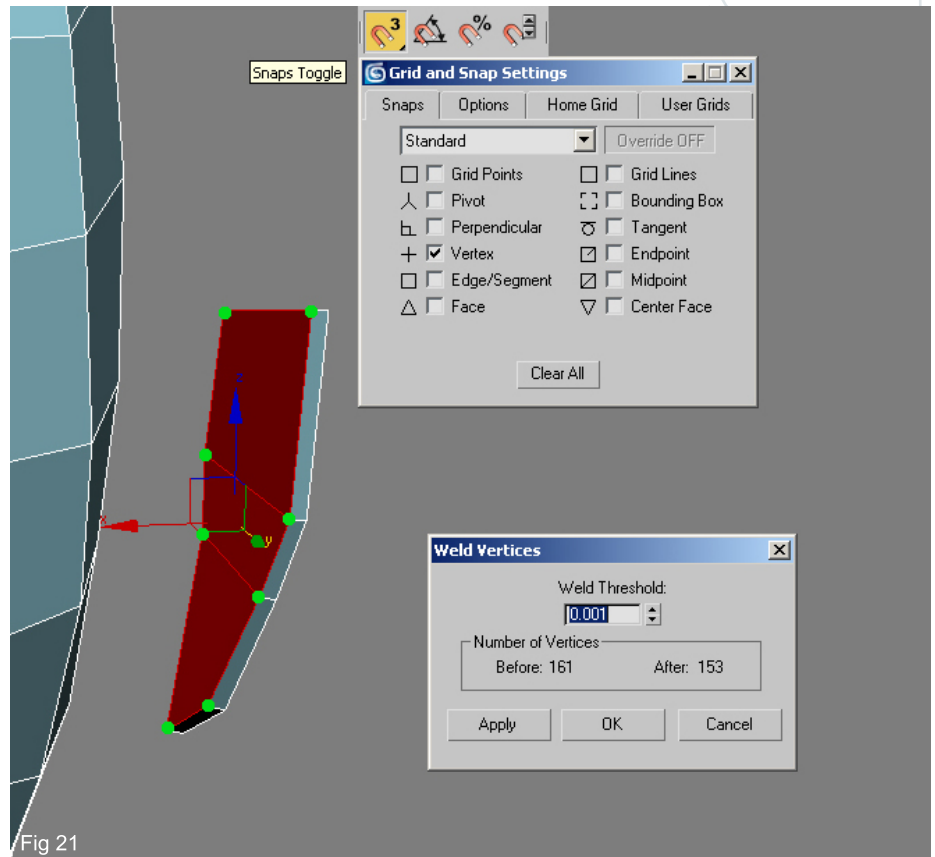 3
%
Snaps Toggle
Grid and Snap Settings
Snaps Options Home Grid User Grids
Standard Override OFF
Grid Points Grid Lines
Pivot Bounding Box
Perpendicular Tangent
Vertex Endpoint
Edge/Segment Midpoint
Face Center Face
Clear All
z
x
y
Weld Vertices
Weld Threshold:
0.001
Number of Vertices
Before: 161 After: 153
Apply OK Cancel
Fig 21